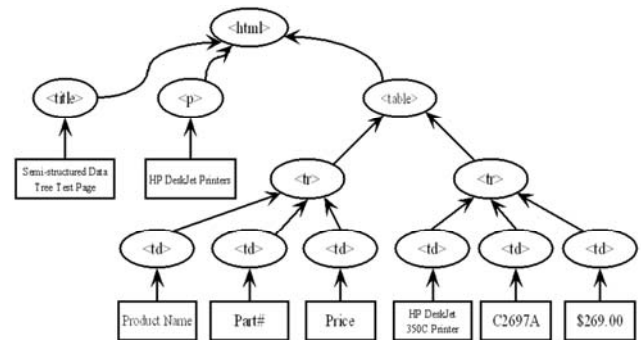 <html>
<title>
<p>
<table>
Semi-structured Data
Tree Test Page
HP DeskJet Printers
<tr>
<tr>
<td>
<td>
<td>
<td>
<td>
<td>
Product Name
Part#
Price
HP DeskJet
350C Printer
C2697A
$269.00